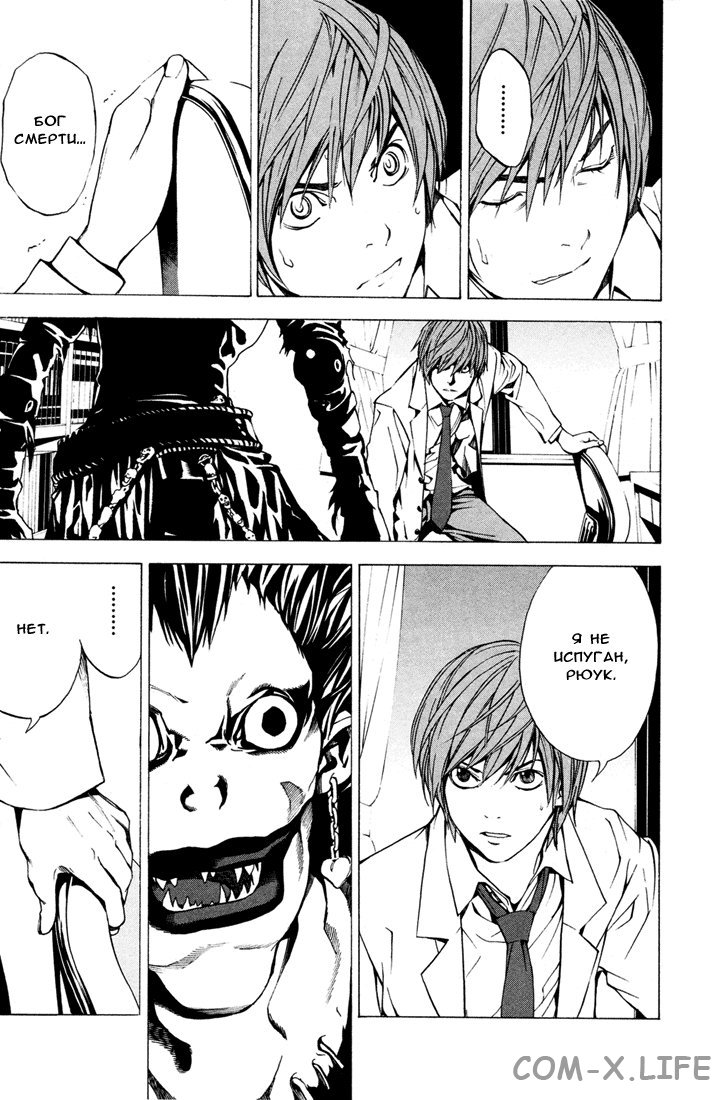 .........
БОГ
СМЕРТИ...
Я НЕ
ИСПУГАН,
РЮУК.
.........
НЕТ.
COM-X.LIFE